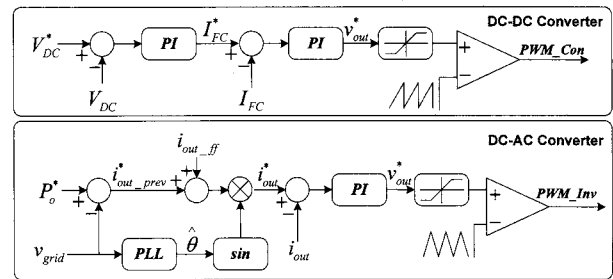 DC-DC Converter
V*DC + − PI I*FC + − PI v*out + − PWM_Con
VDC IFC
DC-AC Converter
iout_ff
P*o + − i*out_prev + + i*out + − PI v*out + − PWM_Inv
vgrid PLL θ̂ sin iout